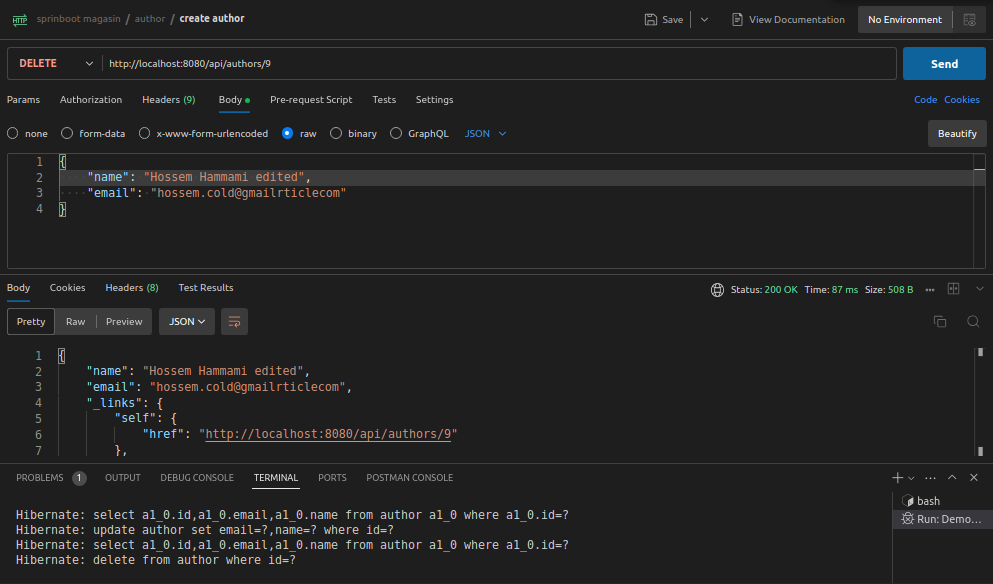 HTTP sprinboot magasin / author / create author
Save
View Documentation
No Environment
DELETE
http://localhost:8080/api/authors/9
Send
Params
Authorization
Headers (9)
Body
Pre-request Script
Tests
Settings
Code
Cookies
none
form-data
x-www-form-urlencoded
raw
binary
GraphQL
JSON
Beautify
1 {
2 "name": "Hossem Hammami edited",
3 "email": "hossem.cold@gmailrticlecom"
4 }
Body
Cookies
Headers (8)
Test Results
Status: 200 OK Time: 87 ms Size: 508 B
Pretty
Raw
Preview
JSON
1 {
2 "name": "Hossem Hammami edited",
3 "email": "hossem.cold@gmailrticlecom",
4 "_links": {
5 "self": {
6 "href": "http://localhost:8080/api/authors/9"
7 },
PROBLEMS 1
OUTPUT
DEBUG CONSOLE
TERMINAL
PORTS
POSTMAN CONSOLE
Hibernate: select a1_0.id,a1_0.email,a1_0.name from author a1_0 where a1_0.id=?
Hibernate: update author set email=?,name=? where id=?
Hibernate: select a1_0.id,a1_0.email,a1_0.name from author a1_0 where a1_0.id=?
Hibernate: delete from author where id=?
bash
Run: Demo...